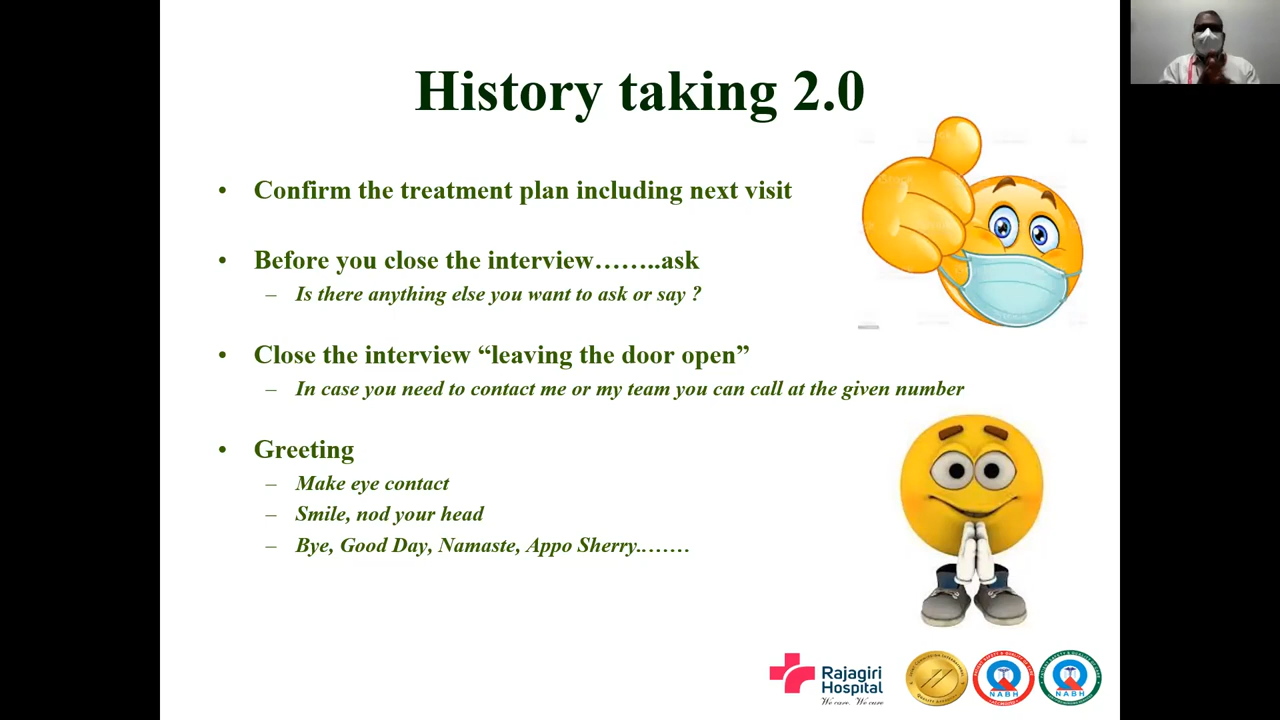 History taking 2.0
• Confirm the treatment plan including next visit
• Before you close the interview……..ask
– Is there anything else you want to ask or say ?
• Close the interview “leaving the door open”
– In case you need to contact me or my team you can call at the given number
• Greeting
– Make eye contact
– Smile, nod your head
– Bye, Good Day, Namaste, Appo Sherry.……
Rajagiri
Hospital
We care. We cure
NABH
NABH